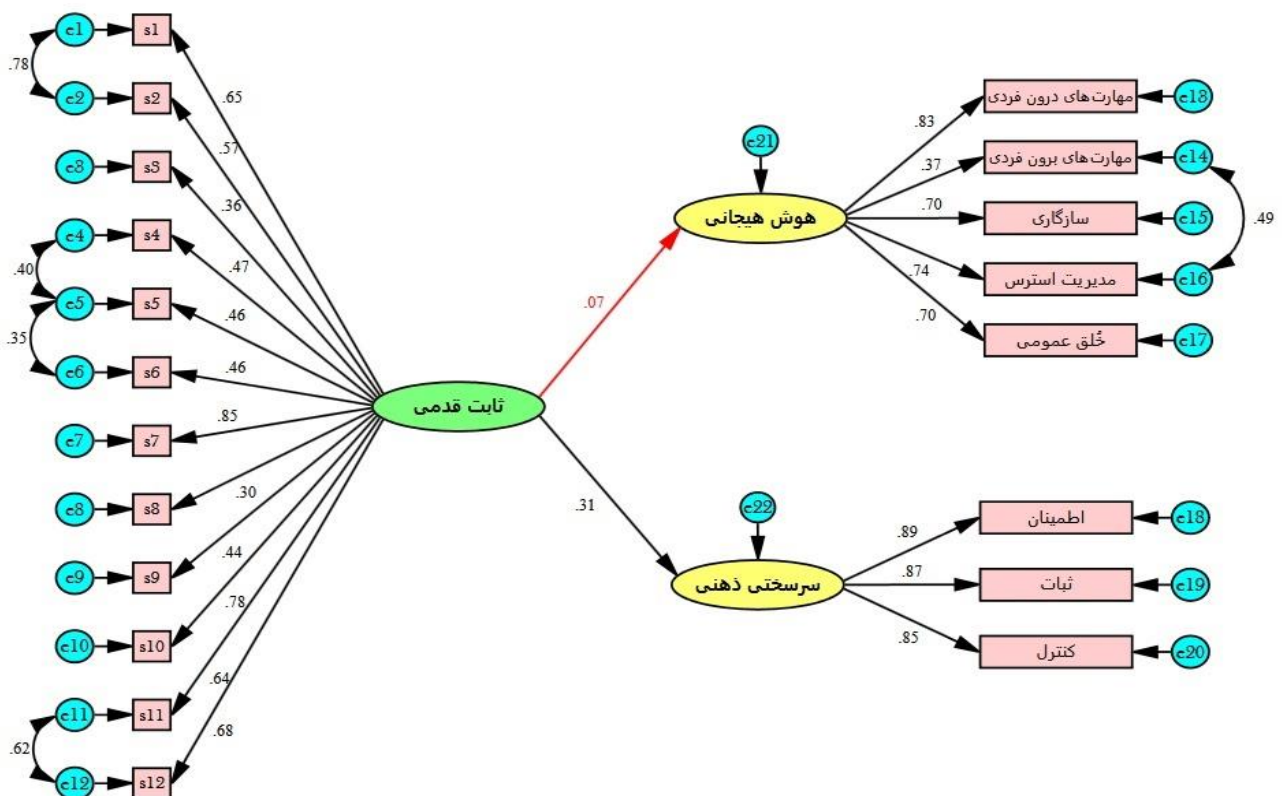 e1 s1
.78
e2 s2
e8 s3
e4 s4
.40
e5 s5
.35
e6 s6
e7 s7
e8 s8
e9 s9
e10 s10
e11 s11
.62
e12 s12
.65
.57
.36
.47
.46
.46
.85
.30
.44
.78
.64
.68
ثابت قدمی
.07
.31
e21
هوش هیجانی
.83
.37
.70
.74
.70
مهارت‌های درون فردی e18
مهارت‌های برون فردی e14
سازگاری e15
مدیریت استرس e16
خُلق عمومی e17
.49
e22
سرسختی ذهنی
.89
.87
.85
اطمینان e18
ثبات e19
کنترل e20